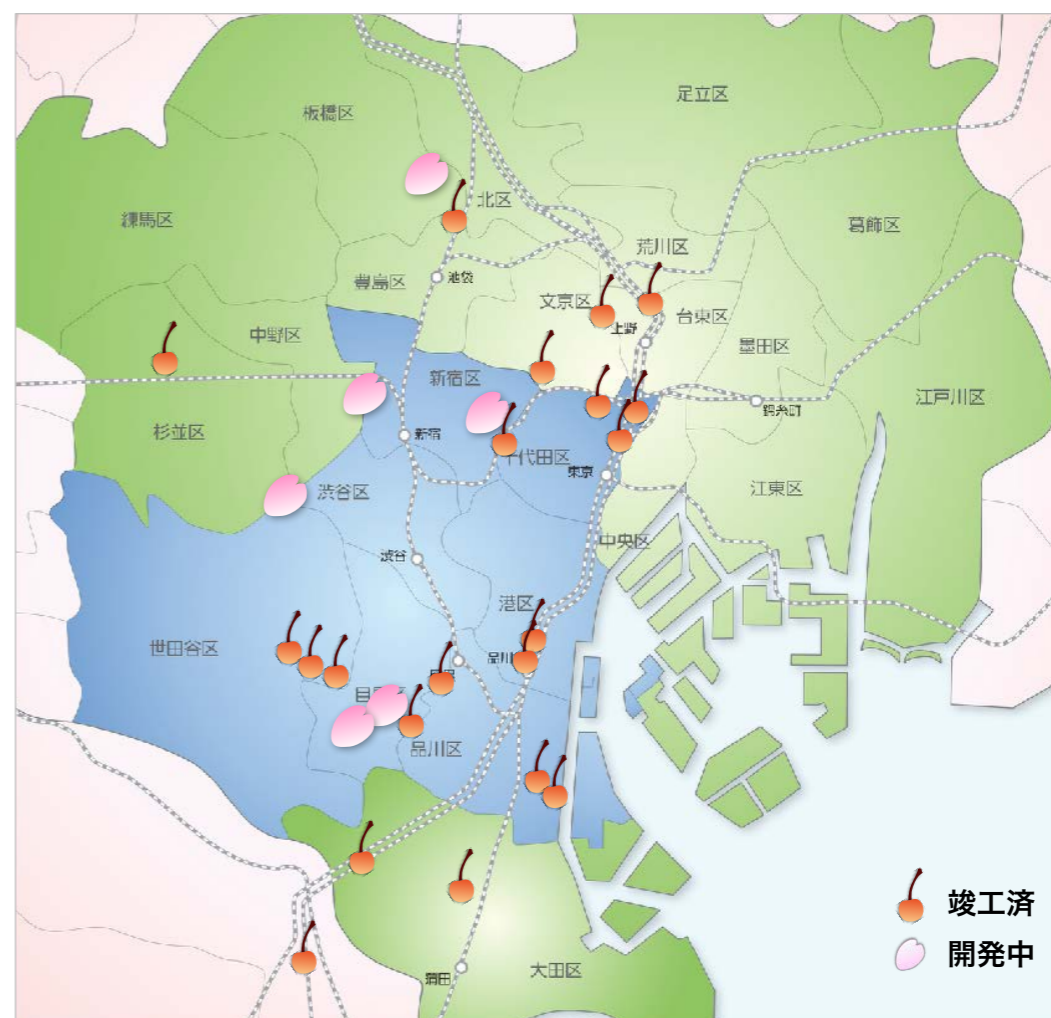 足立区
板橋区
北区
練馬区
葛飾区
荒川区
豊島区
池袋
文京区
台東区
上野
中野区
墨田区
新宿区
江戸川区
錦糸町
杉並区
新宿
千代田区
東京
渋谷区
江東区
中央区
渋谷
港区
世田谷区
品川
品川区
竣工済
開発中
大田区
蒲田